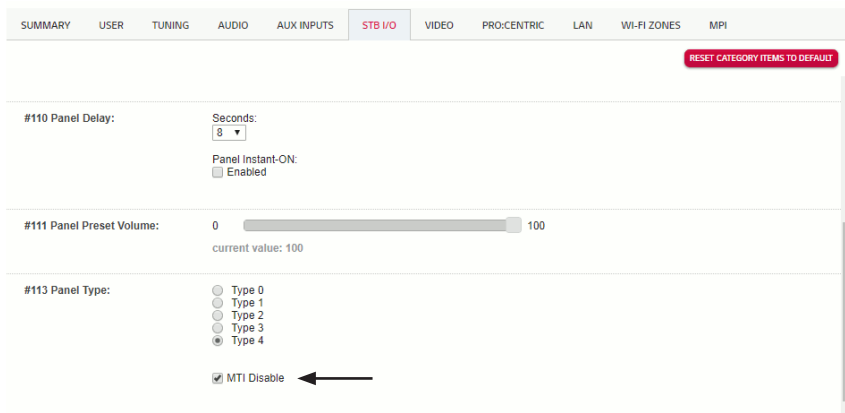 SUMMARY USER TUNING AUDIO AUX INPUTS STB I/O VIDEO PRO:CENTRIC LAN WI-FI ZONES MPI
RESET CATEGORY ITEMS TO DEFAULT
#110 Panel Delay: Seconds:
8
Panel Instant-ON:
Enabled
#111 Panel Preset Volume: 0 100
current value: 100
#113 Panel Type: Type 0
Type 1
Type 2
Type 3
Type 4
MTI Disable